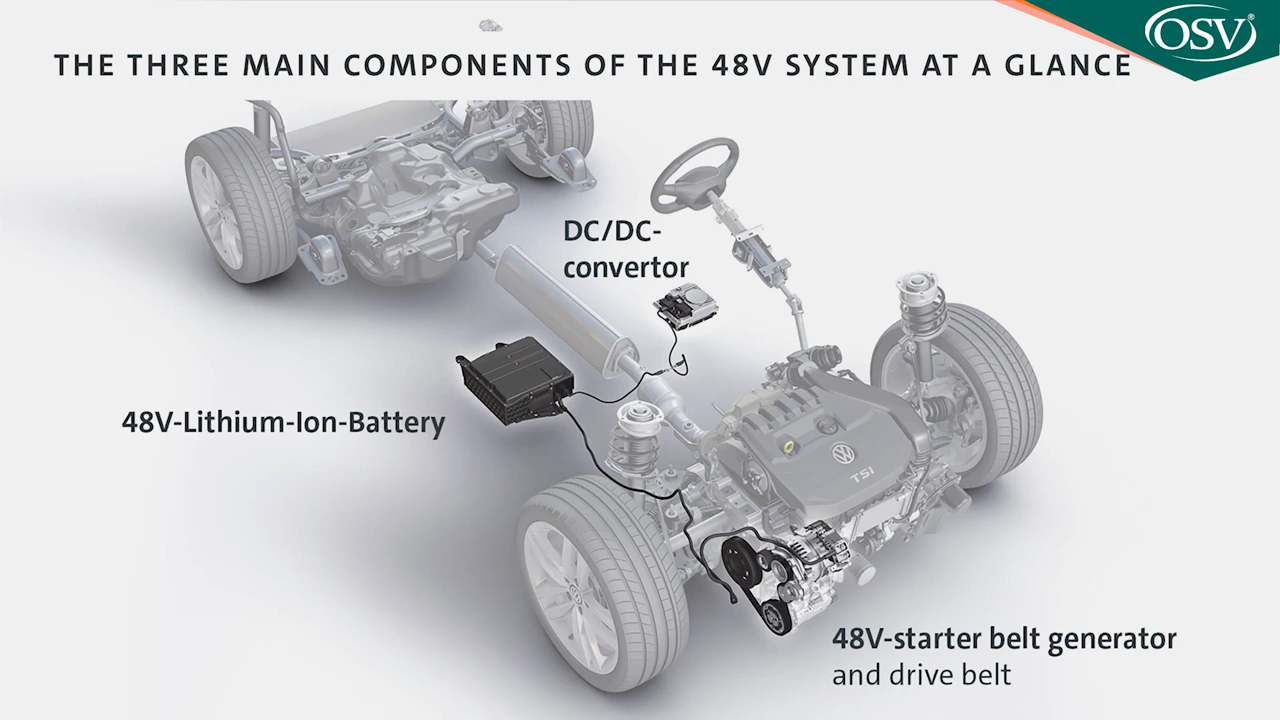 THE THREE MAIN COMPONENTS OF THE 48V SYSTEM AT A GLANCE
OSV®
DC/DC-
convertor
48V-Lithium-Ion-Battery
TSI
48V-starter belt generator
and drive belt